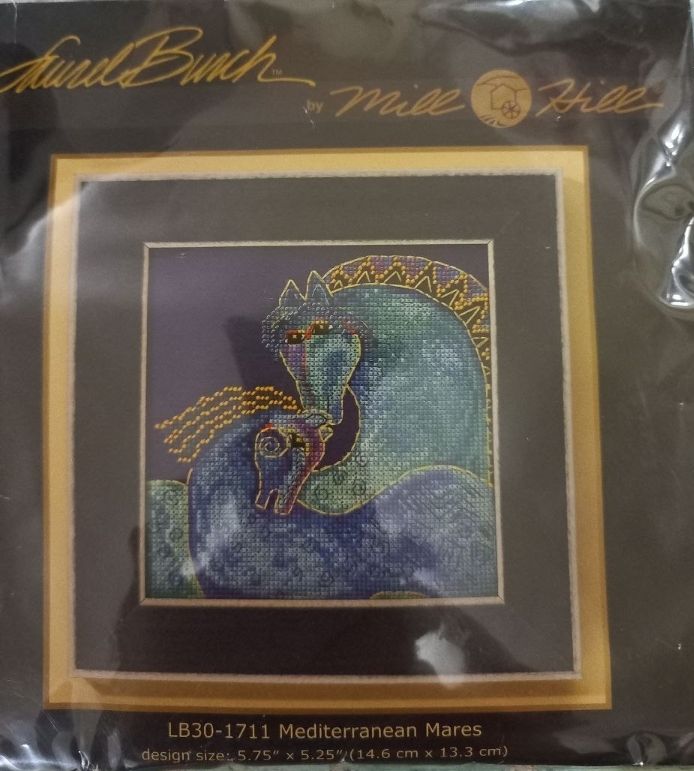 Laurel Burch™
by Mill Hill
LB30-1711 Mediterranean Mares
design size: 5.75" x 5.25" (14.6 cm x 13.3 cm)